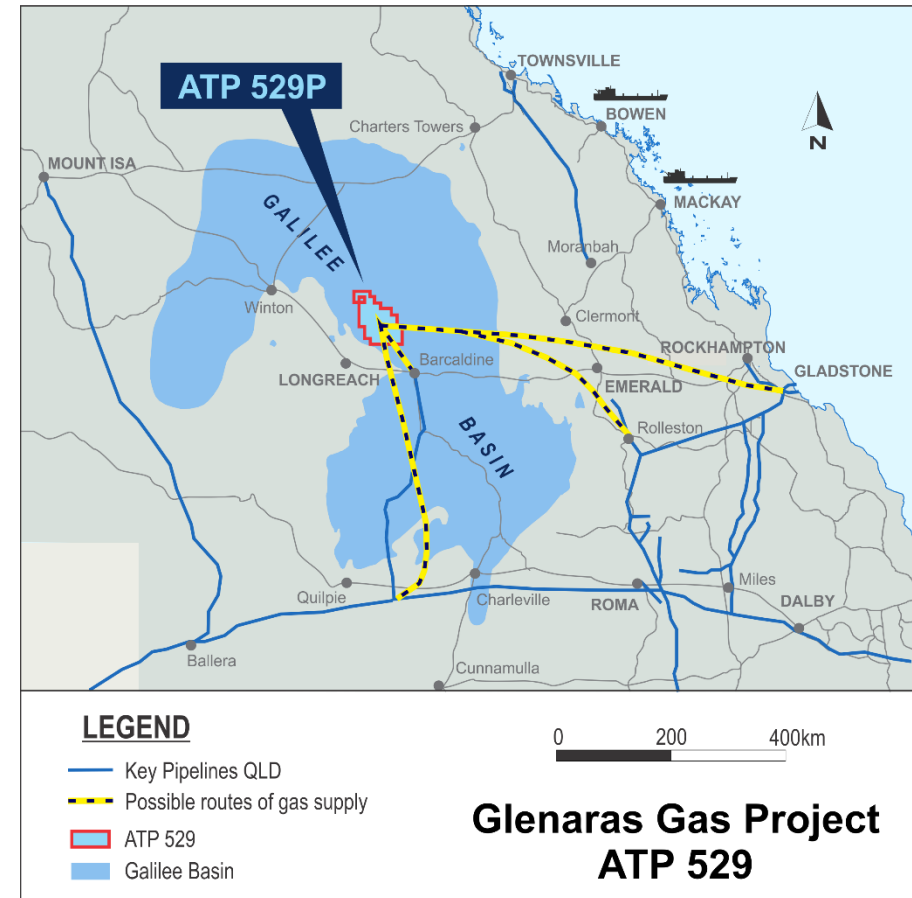 TOWNSVILLE
ATP 529P
BOWEN
Charters Towers
N
MOUNT ISA
MACKAY
GALILEE
Moranbah
Winton
Clermont
ROCKHAMPTON
Barcaldine
LONGREACH
GLADSTONE
EMERALD
BASIN
Rolleston
Quilpie
Charleville
ROMA
Miles
DALBY
Ballera
Cunnamulla
LEGEND
Key Pipelines QLD
Possible routes of gas supply
ATP 529
Galilee Basin
0 200 400km
Glenaras Gas Project
ATP 529